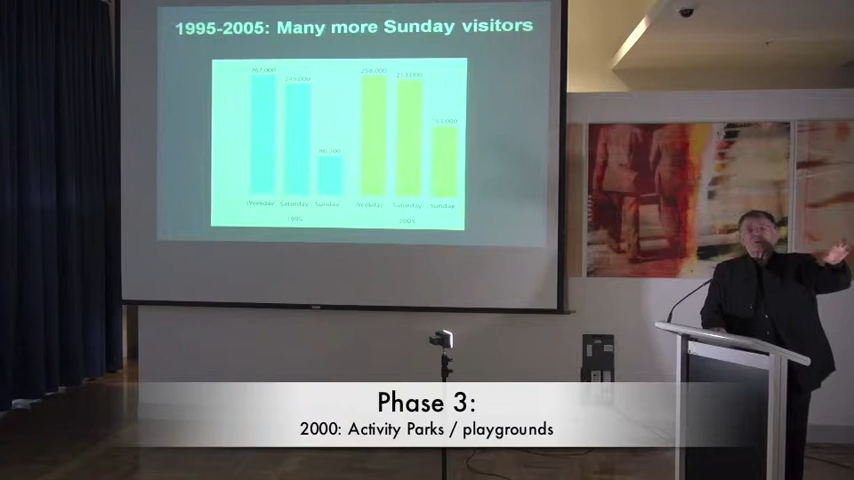 1995-2005: Many more Sunday visitors
Weekday Saturday Sunday Weekday Saturday Sunday
1995 2005
Phase 3:
2000: Activity Parks / playgrounds